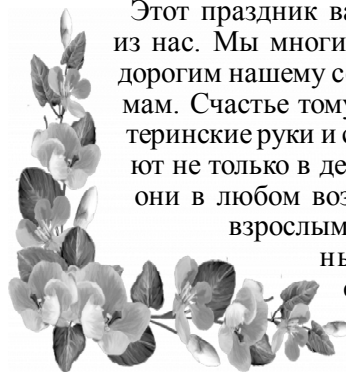 Этот праздник ва
из нас. Мы многи
дорогим нашему с
мам. Счастье тому
теринские руки и с
ют не только в де
они в любом воз
взрослым
ны